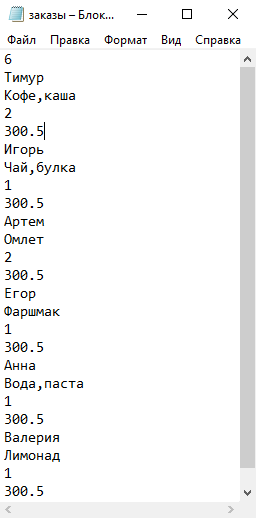 заказы – Блок...
Файл Правка Формат Вид Справка
6
Тимур
Кофе,каша
2
300.5
Игорь
Чай,булка
1
300.5
Артем
Омлет
2
300.5
Егор
Фаршмак
1
300.5
Анна
Вода,паста
1
300.5
Валерия
Лимонад
1
300.5